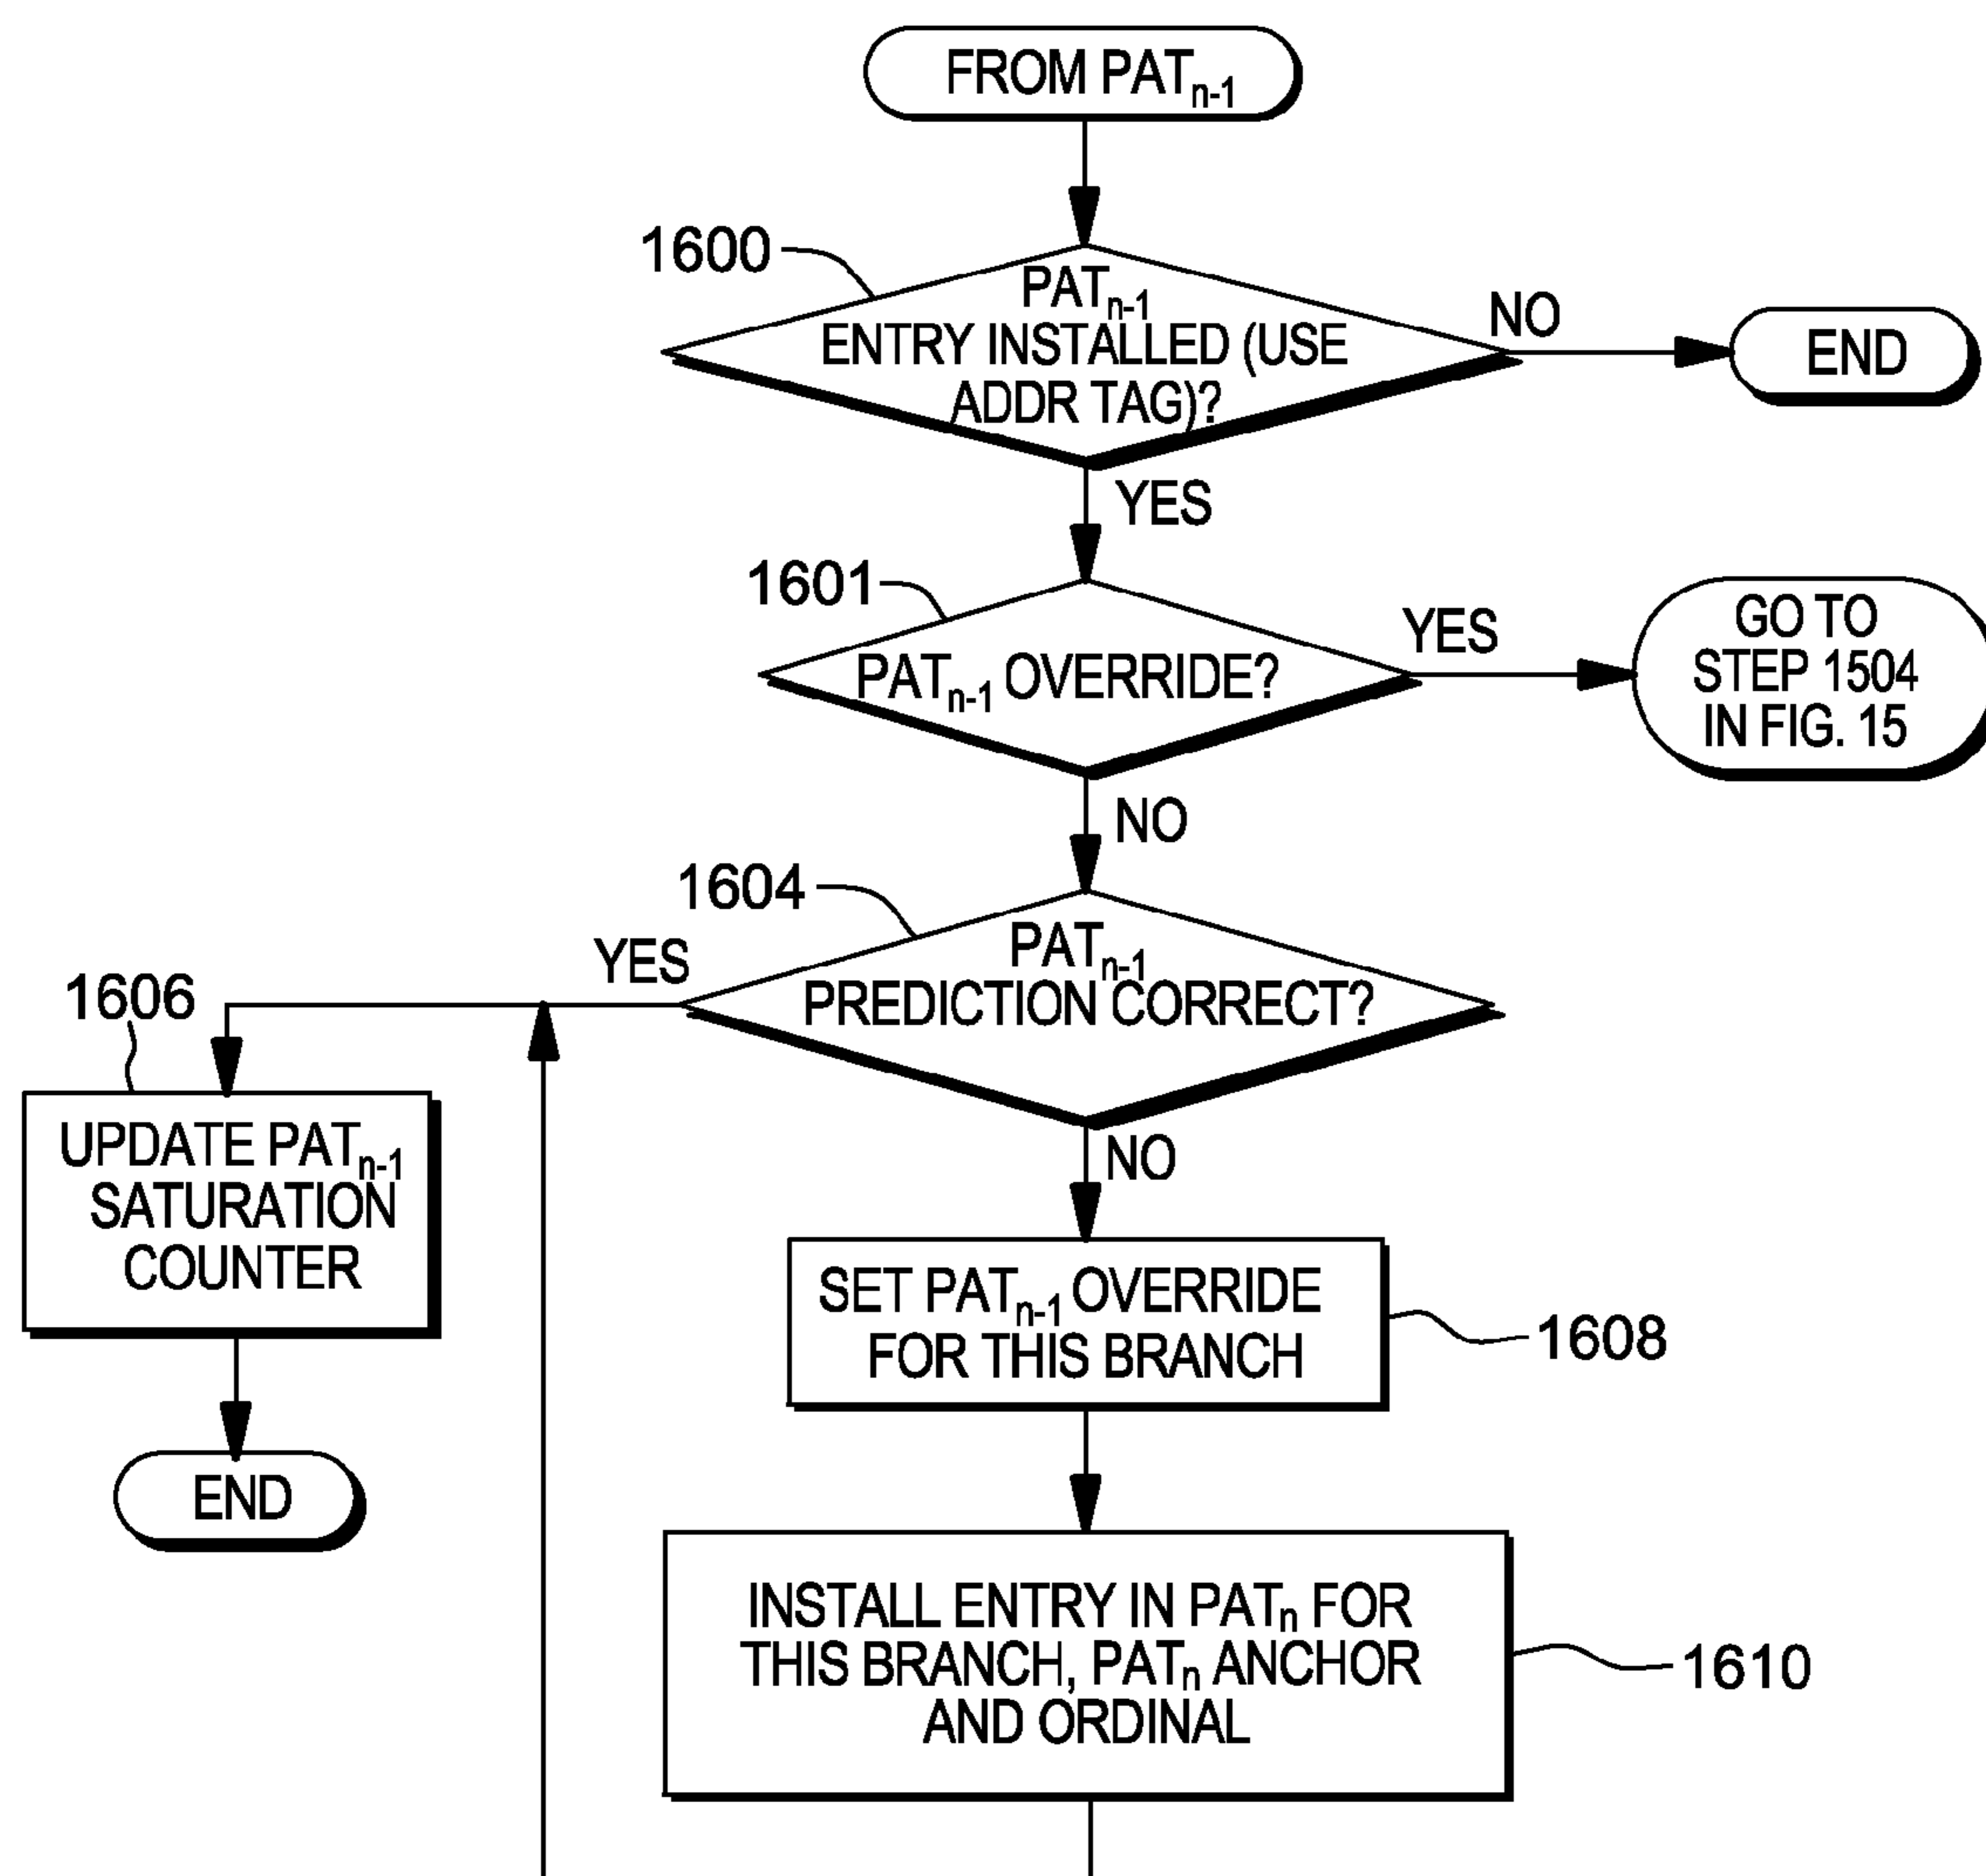 FROM PATn-1
1600
PATn-1
ENTRY INSTALLED (USE
ADDR TAG)?
NO
END
YES
1601
PATn-1 OVERRIDE?
YES
GO TO
STEP 1504
IN FIG. 15
NO
1604
PATn-1
PREDICTION CORRECT?
YES
1606
UPDATE PATn-1
SATURATION
COUNTER
END
NO
SET PATn-1 OVERRIDE
FOR THIS BRANCH
1608
INSTALL ENTRY IN PATn FOR
THIS BRANCH, PATn ANCHOR
AND ORDINAL
1610